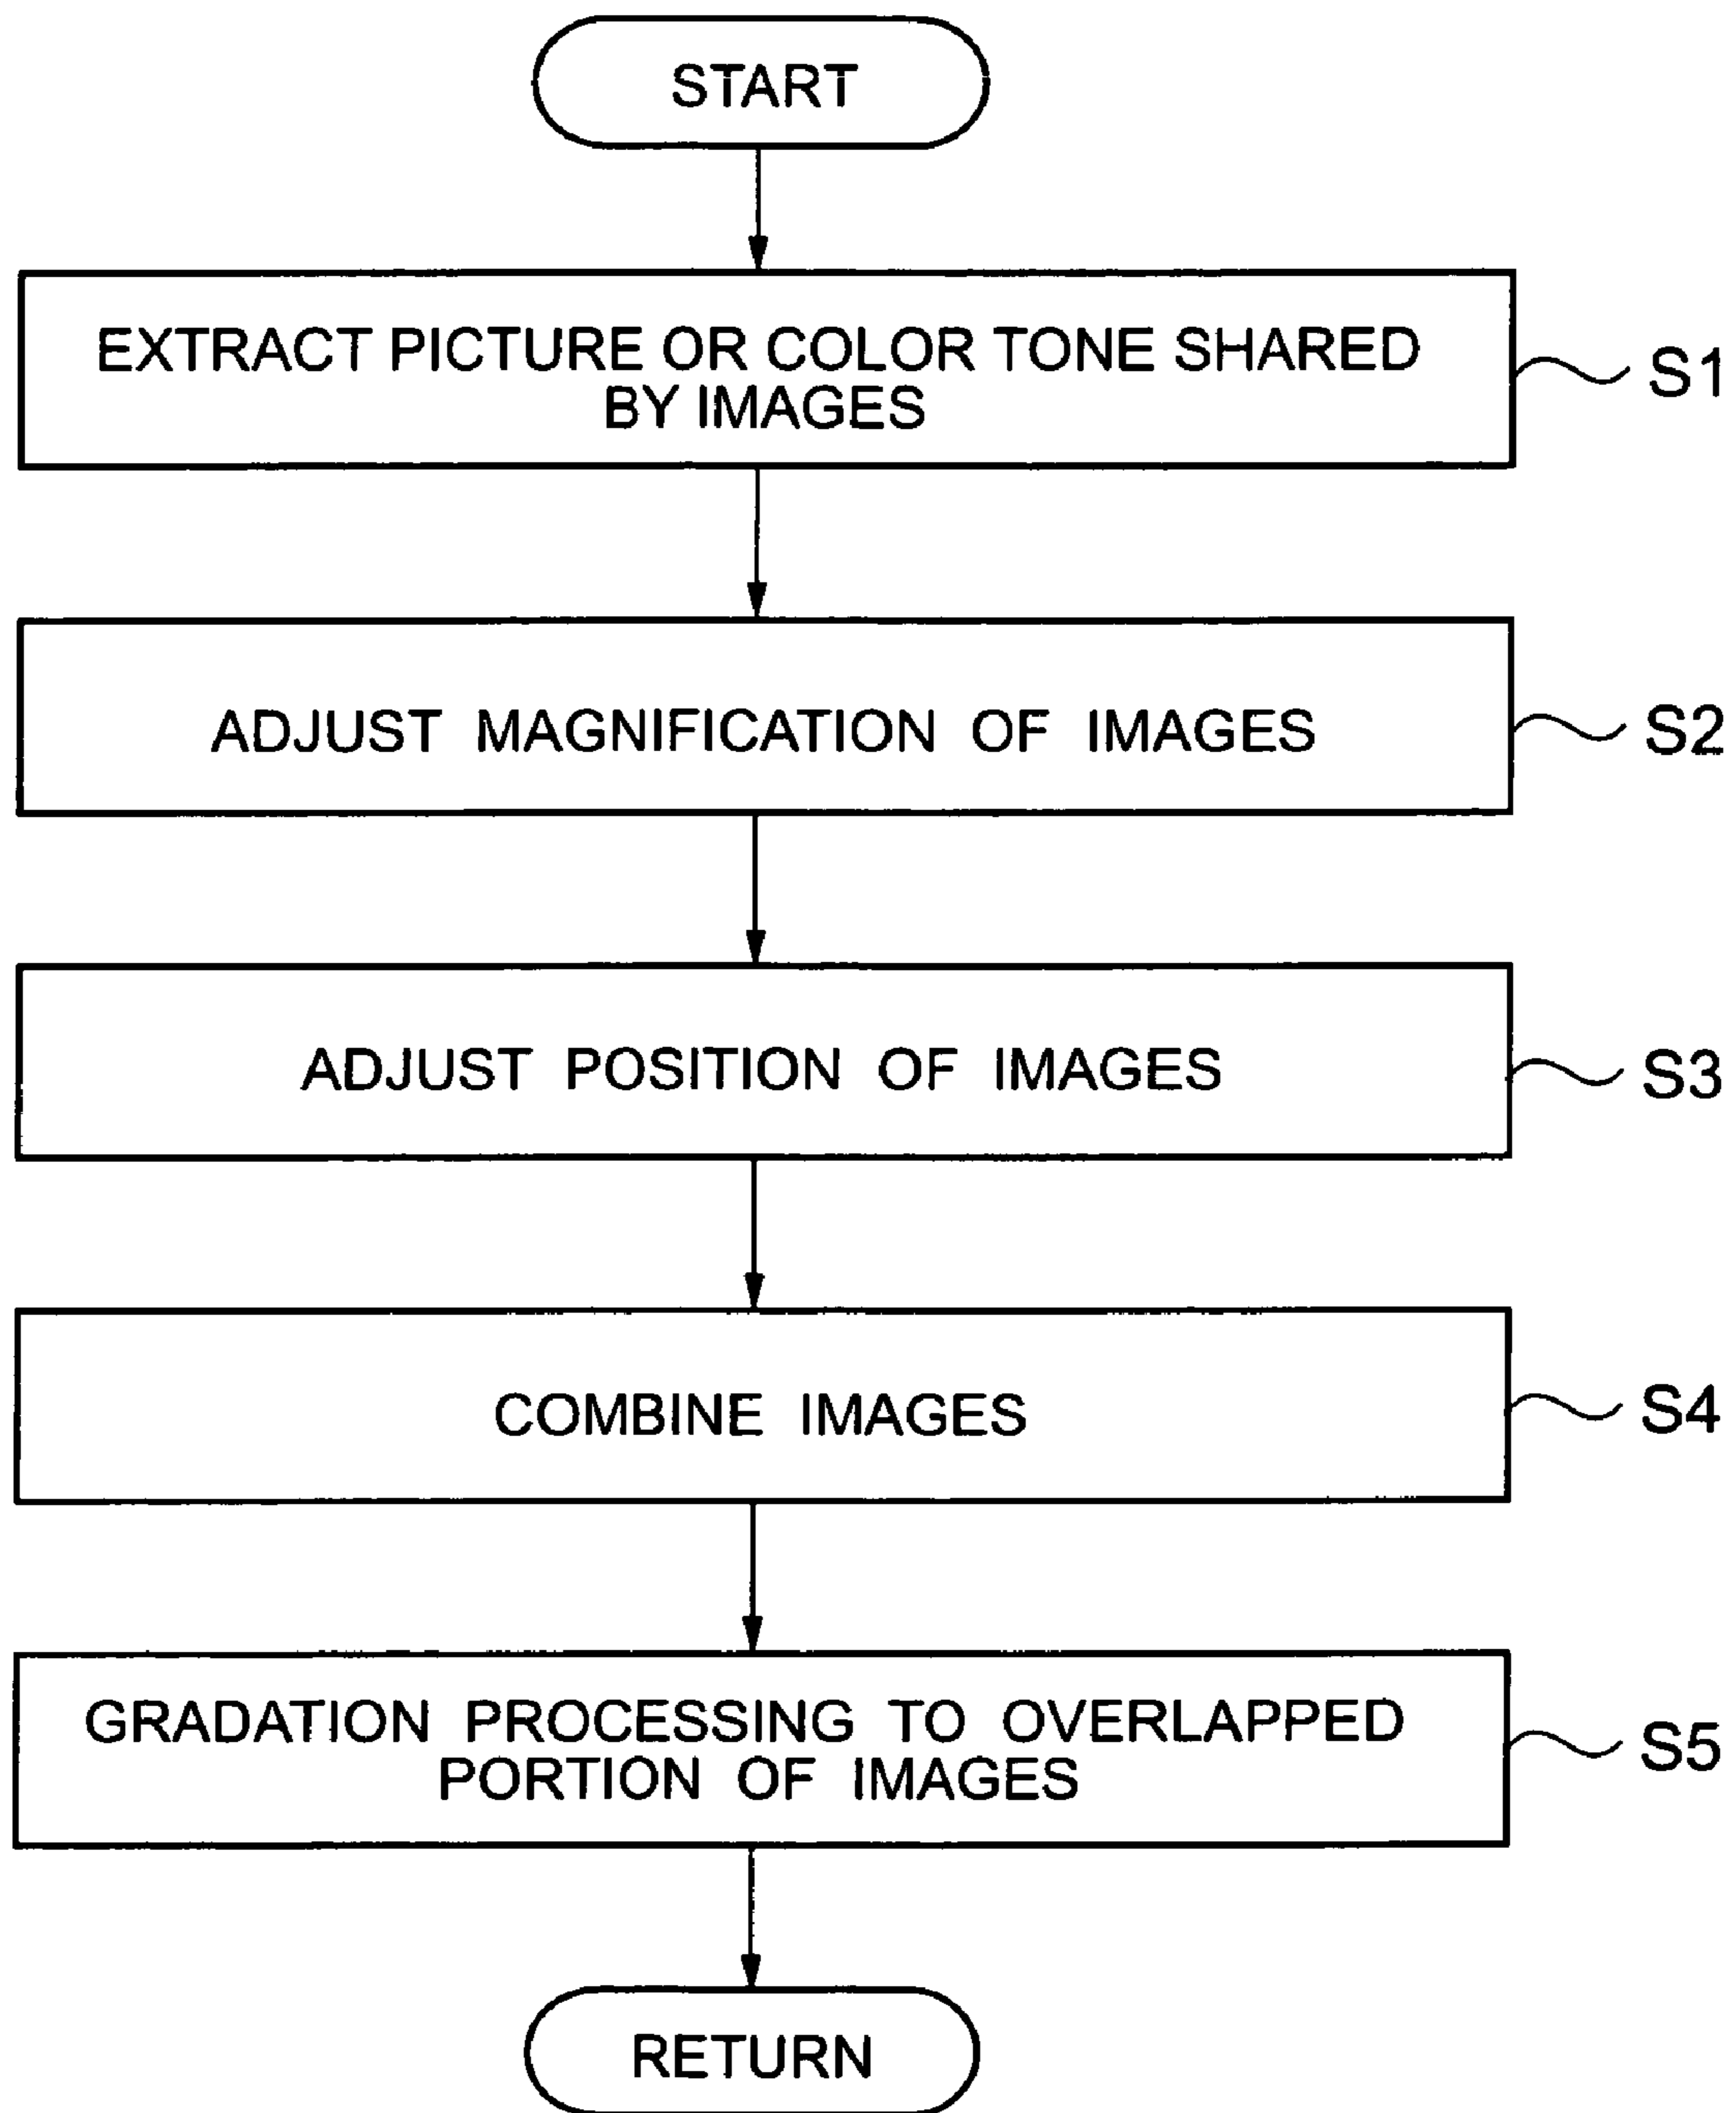 START
EXTRACT PICTURE OR COLOR TONE SHARED
BY IMAGES
S1
ADJUST MAGNIFICATION OF IMAGES
S2
ADJUST POSITION OF IMAGES
S3
COMBINE IMAGES
S4
GRADATION PROCESSING TO OVERLAPPED
PORTION OF IMAGES
S5
RETURN